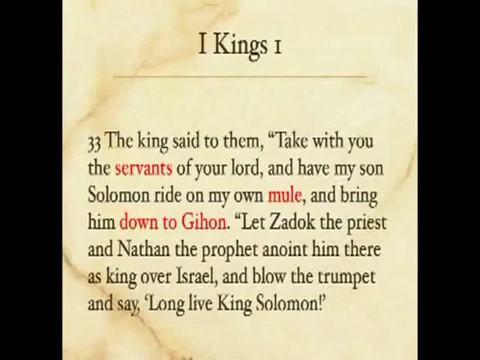 I Kings 1
33 The king said to them, “Take with you
the servants of your lord, and have my son
Solomon ride on my own mule, and bring
him down to Gihon. “Let Zadok the priest
and Nathan the prophet anoint him there
as king over Israel, and blow the trumpet
and say, ‘Long live King Solomon!’